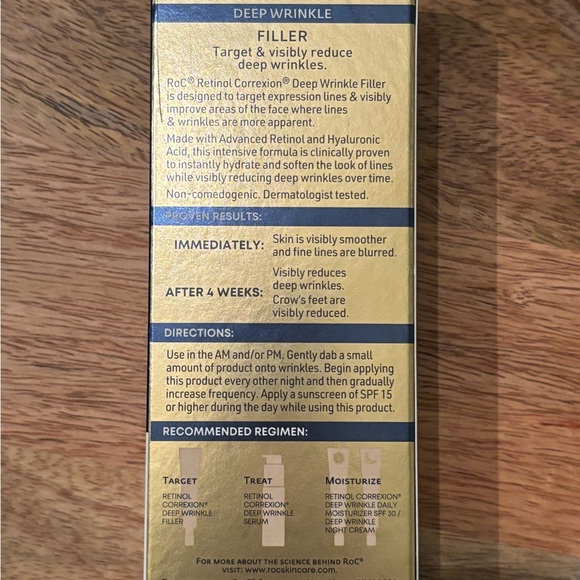 DEEP WRINKLE
FILLER
Target & visibly reduce
deep wrinkles.
RoC® Retinol Correxion® Deep Wrinkle Filler
is designed to target expression lines & visibly
improve areas of the face where lines
& wrinkles are more apparent.
Made with Advanced Retinol and Hyaluronic
Acid, this intensive formula is clinically proven
to instantly hydrate and soften the look of lines
while visibly reducing deep wrinkles over time.
Non-comedogenic. Dermatologist tested.
PROVEN RESULTS:
IMMEDIATELY: Skin is visibly smoother
and fine lines are blurred.
AFTER 4 WEEKS: Visibly reduces
deep wrinkles.
Crow's feet are
visibly reduced.
DIRECTIONS:
Use in the AM and/or PM. Gently dab a small
amount of product onto wrinkles. Begin applying
this product every other night and then gradually
increase frequency. Apply a sunscreen of SPF 15
or higher during the day while using this product.
RECOMMENDED REGIMEN:
TARGET
RETINOL
CORREXION®
DEEP WRINKLE
FILLER
TREAT
RETINOL
CORREXION®
DEEP WRINKLE
SERUM
MOISTURIZE
RETINOL CORREXION®
DEEP WRINKLE DAILY
MOISTURIZER SPF 30 /
DEEP WRINKLE
NIGHT CREAM
FOR MORE ABOUT THE SCIENCE BEHIND RoC®
VISIT: www.rocskincare.com.